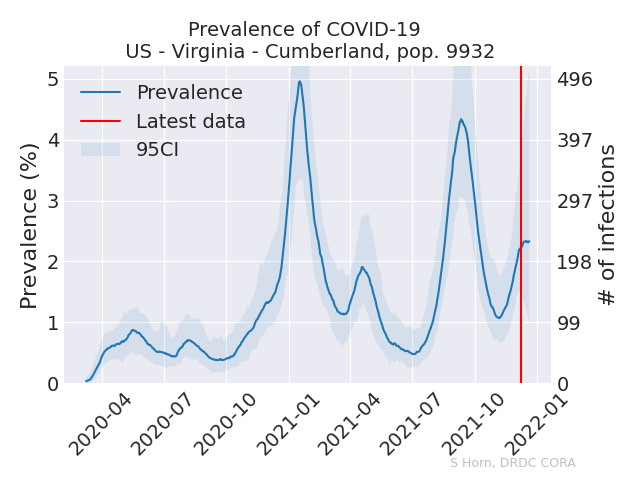 Prevalence of COVID-19
US - Virginia - Cumberland, pop. 9932
Prevalence
Latest data
95CI
Prevalence (%)
5
4
3
2
1
0
# of infections
496
397
297
198
99
0
2020-04
2020-07
2020-10
2021-01
2021-04
2021-07
2021-10
2022-01
S Horn, DRDC CORA